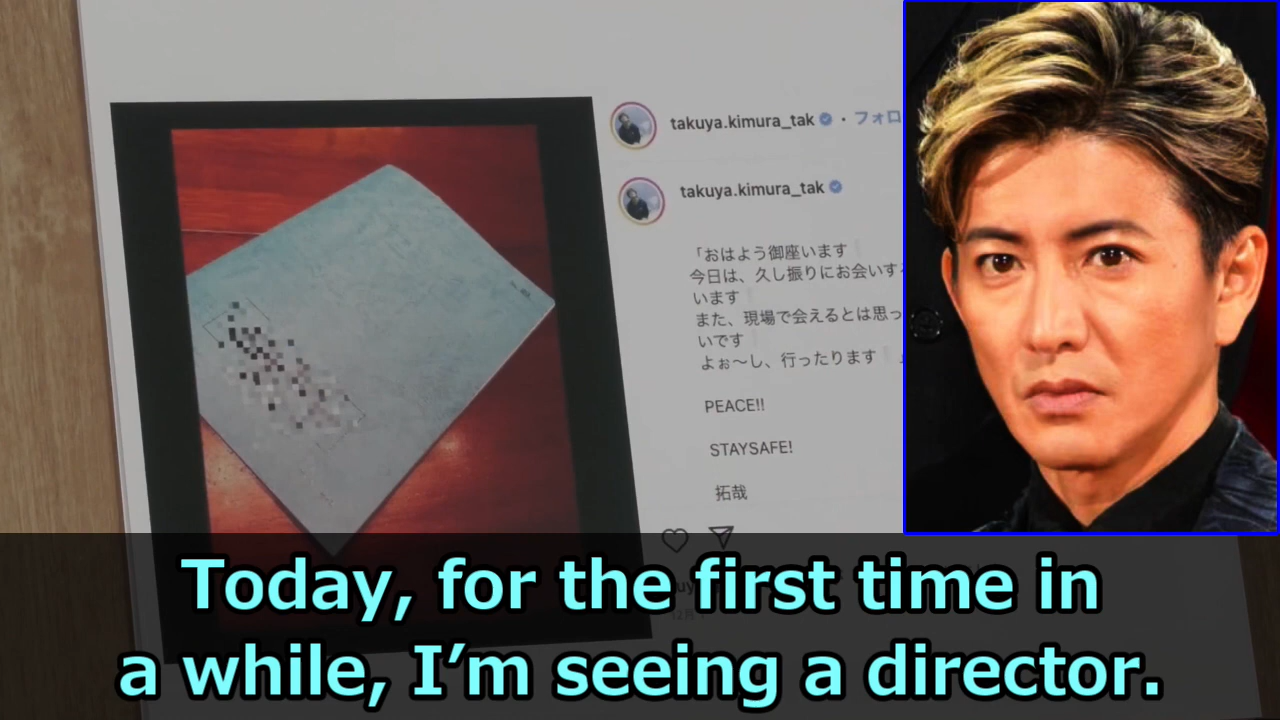 takuya.kimura_tak ・ フォロ
takuya.kimura_tak
「おはよう御座います
今日は、久し振りにお会いする
います
また、現場で会えるとは思っ
いです
よぉ〜し、行ったります 」
PEACE!!
STAYSAFE!
拓哉
Today, for the first time in
a while, I’m seeing a director.